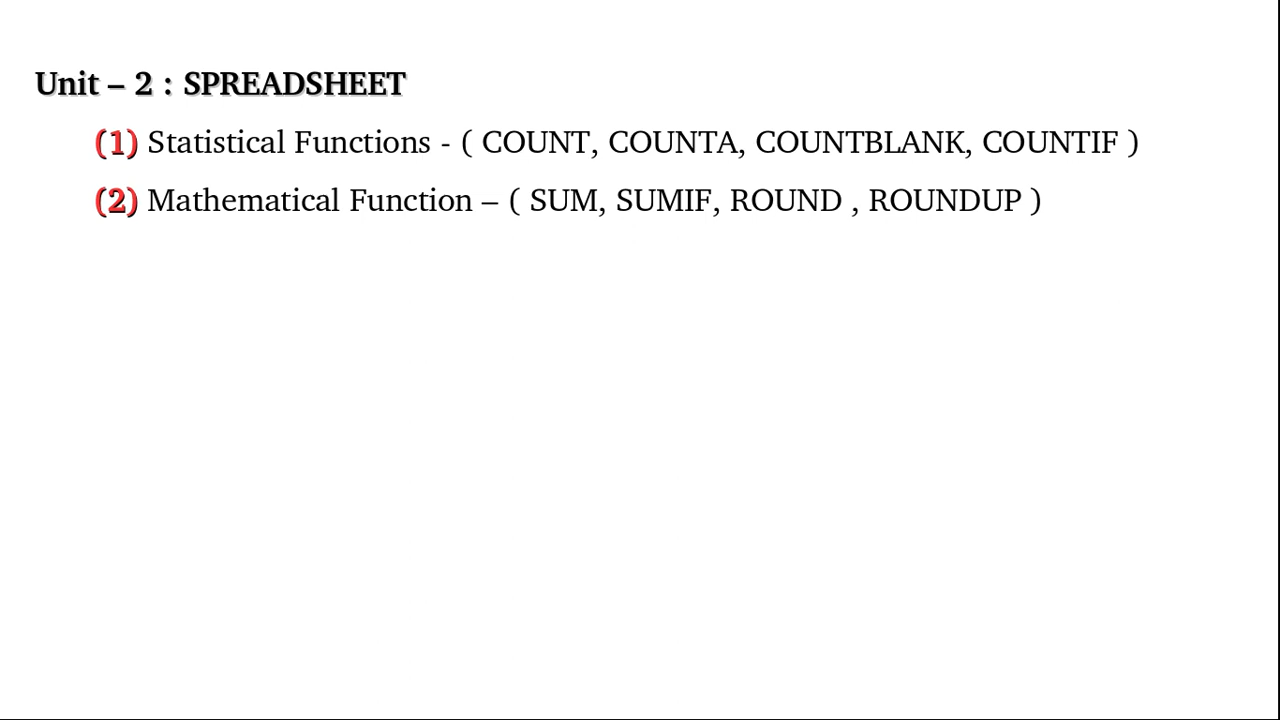 Unit – 2 : SPREADSHEET
(1) Statistical Functions - ( COUNT, COUNTA, COUNTBLANK, COUNTIF )
(2) Mathematical Function – ( SUM, SUMIF, ROUND , ROUNDUP )